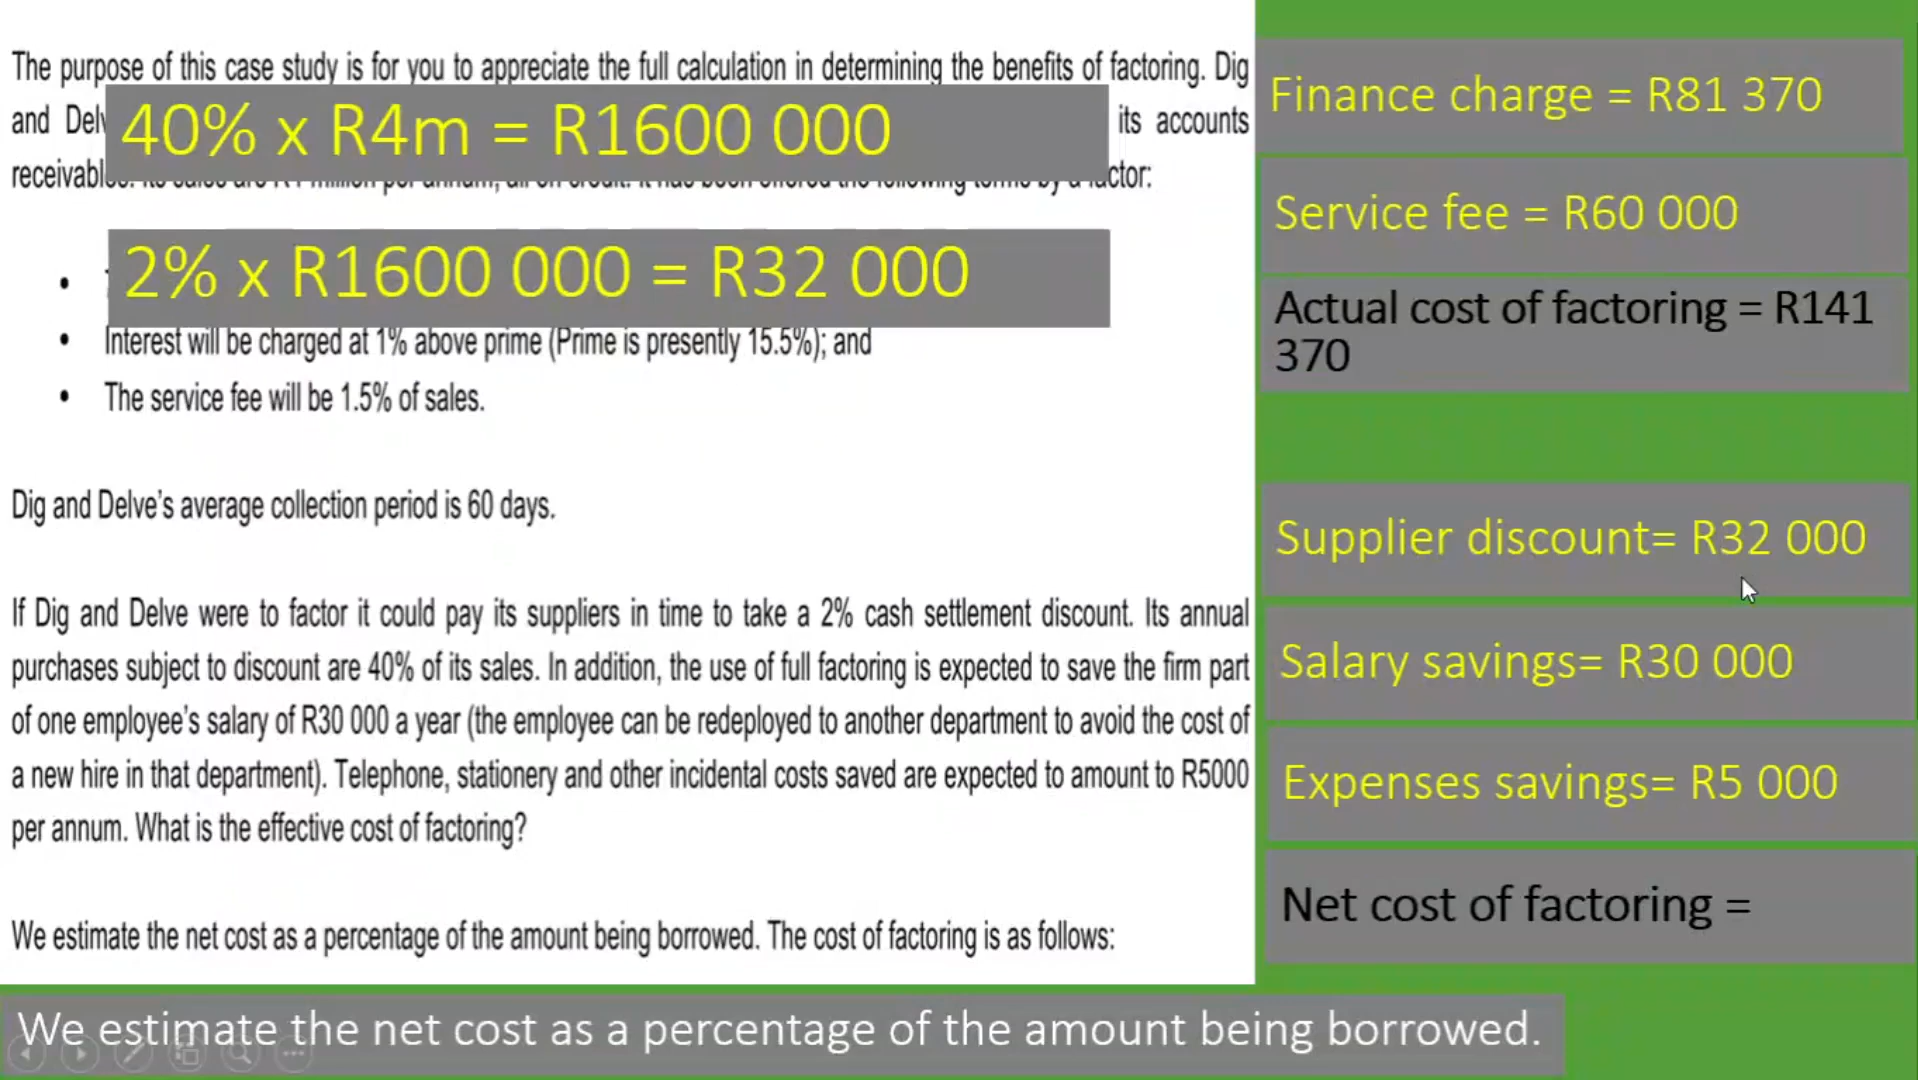 The purpose of this case study is for you to appreciate the full calculation in determining the benefits of factoring. Dig
and Delv
its accounts
40% x R4m = R1600 000
2% x R1600 000 = R32 000
• Interest will be charged at 1% above prime (Prime is presently 15.5%); and
• The service fee will be 1.5% of sales.
Dig and Delve’s average collection period is 60 days.
If Dig and Delve were to factor it could pay its suppliers in time to take a 2% cash settlement discount. Its annual
purchases subject to discount are 40% of its sales. In addition, the use of full factoring is expected to save the firm part
of one employee’s salary of R30 000 a year (the employee can be redeployed to another department to avoid the cost of
a new hire in that department). Telephone, stationery and other incidental costs saved are expected to amount to R5000
per annum. What is the effective cost of factoring?
We estimate the net cost as a percentage of the amount being borrowed. The cost of factoring is as follows:
Finance charge = R81 370
Service fee = R60 000
Actual cost of factoring = R141
370
Supplier discount= R32 000
Salary savings= R30 000
Expenses savings= R5 000
Net cost of factoring =
We estimate the net cost as a percentage of the amount being borrowed.